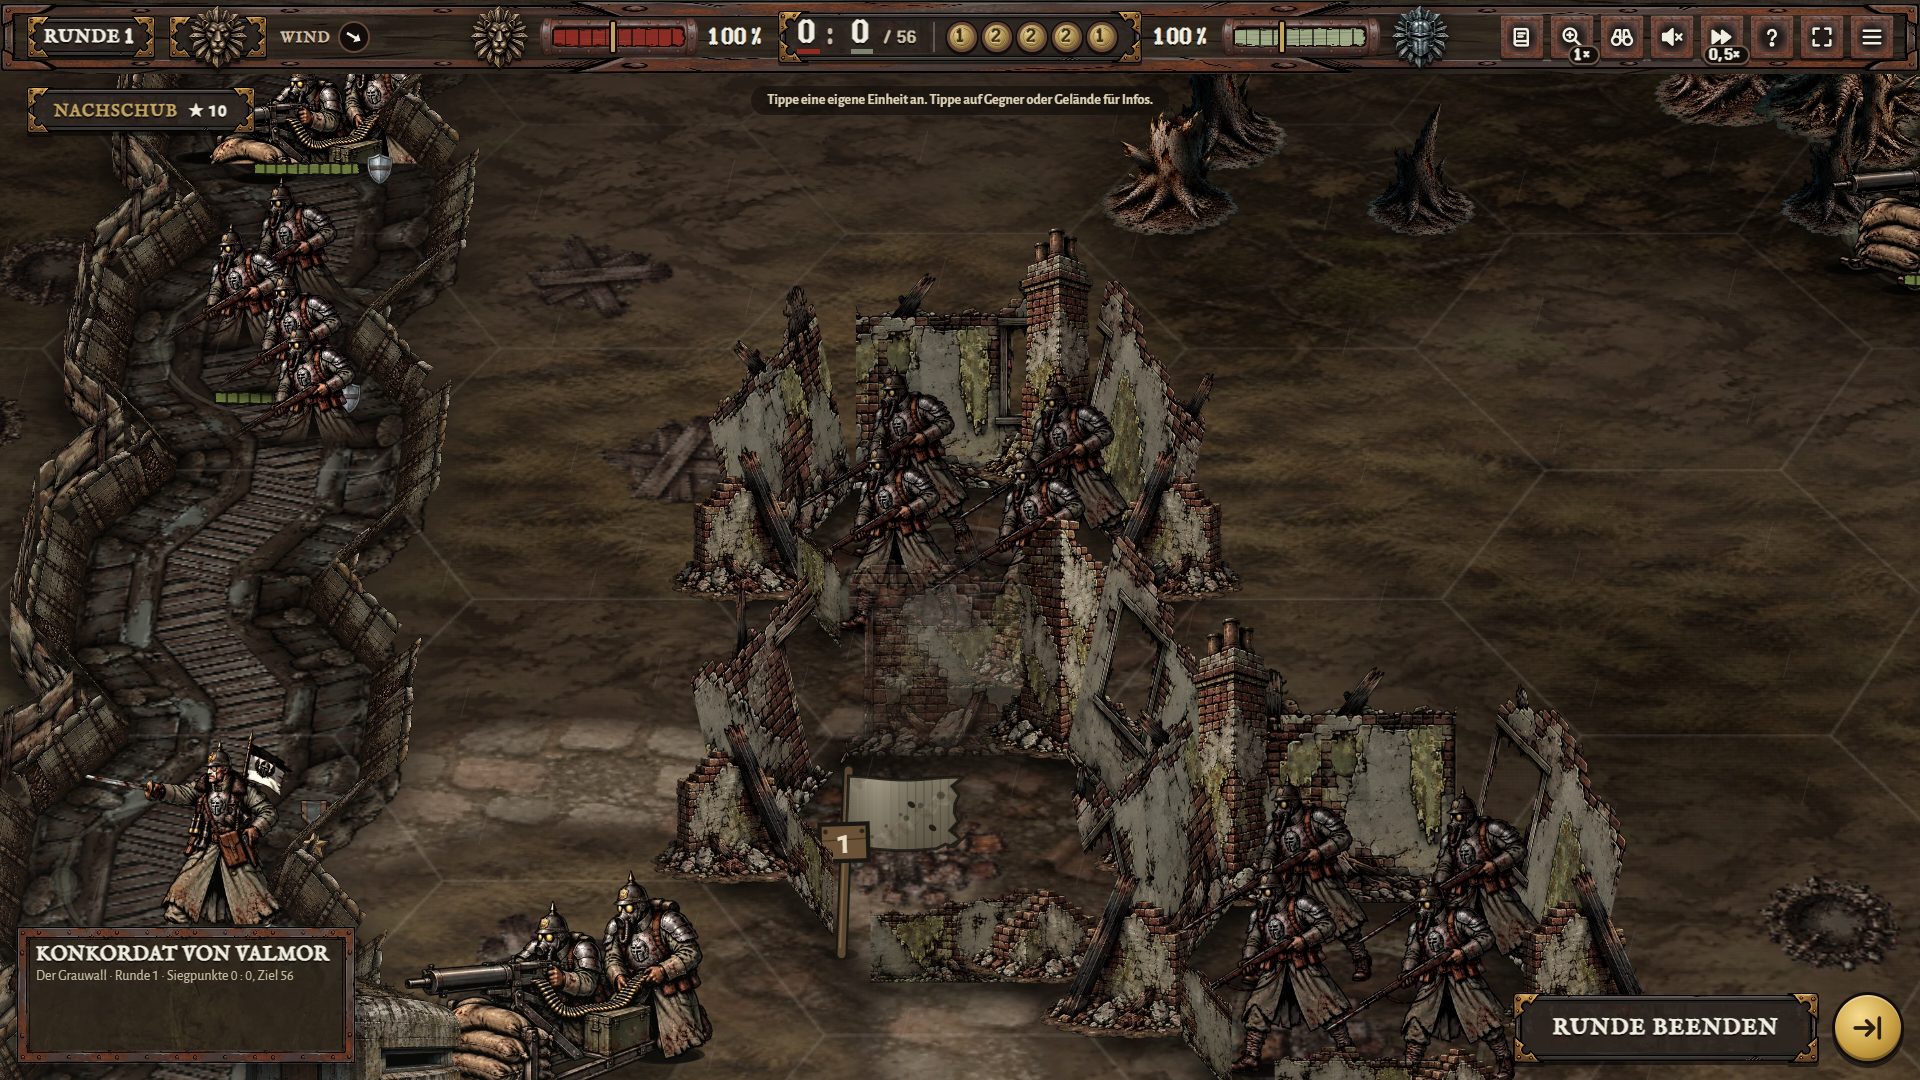 RUNDE 1
WIND
100 %
0 : 0 / 56
1 2 2 2 1
100 %
1×
0,5×
?
NACHSCHUB ★ 10
Tippe eine eigene Einheit an. Tippe auf Gegner oder Gelände für Infos.
1
KONKORDAT VON VALMOR
Der Grauwall · Runde 1 · Siegpunkte 0 : 0, Ziel 56
RUNDE BEENDEN